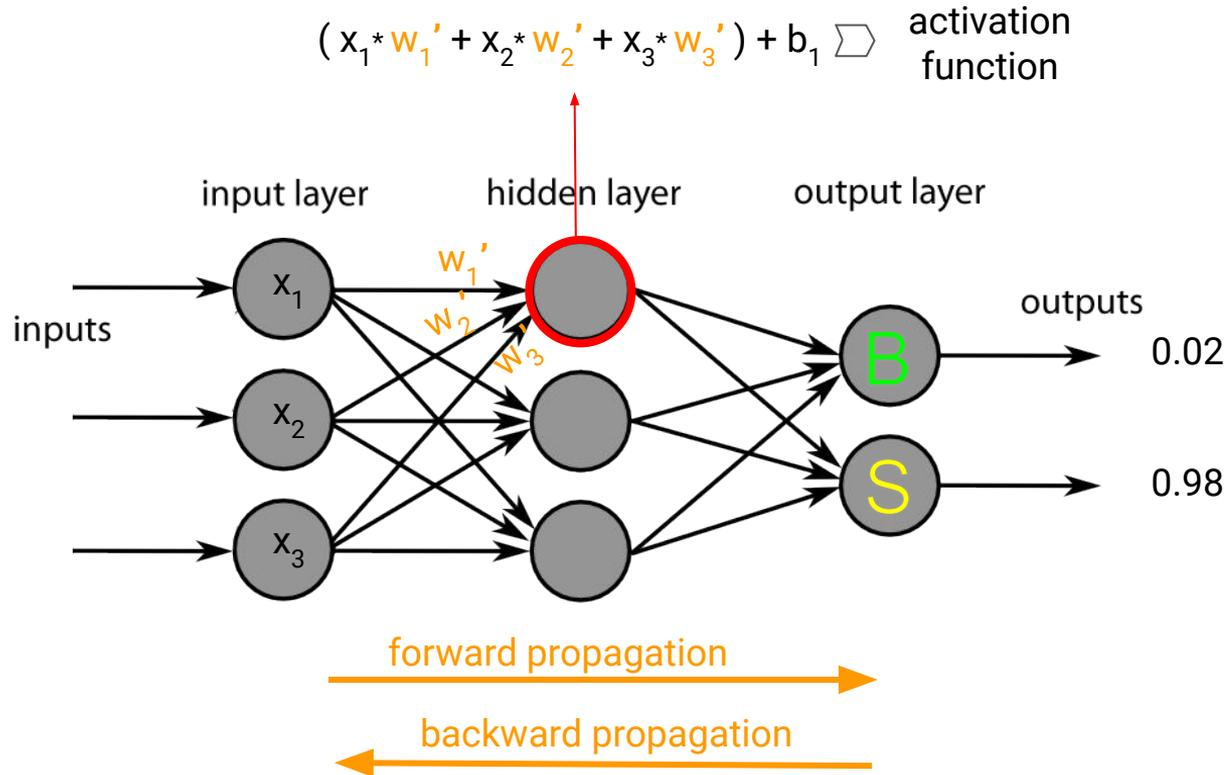 ( x₁* w₁' + x₂* w₂' + x₃* w₃' ) + b₁
activation
function
input layer
hidden layer
output layer
w₁'
w₂'
w₃'
x₁
x₂
x₃
inputs
B
S
outputs
0.02
0.98
forward propagation
backward propagation